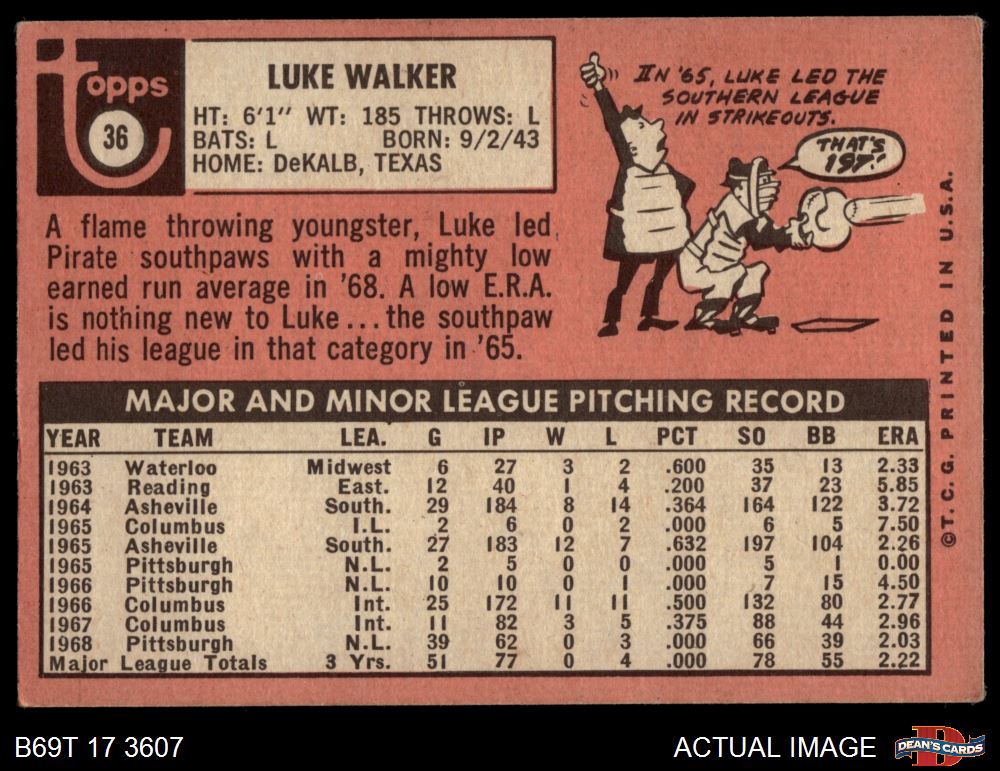 Topps
36
LUKE WALKER
HT: 6'1" WT: 185 THROWS: L
BATS: L BORN: 9/2/43
HOME: DeKALB, TEXAS
A flame throwing youngster, Luke led
Pirate southpaws with a mighty low
earned run average in '68. A low E.R.A.
is nothing new to Luke...the southpaw
led his league in that category in '65.
IN '65, LUKE LED THE
SOUTHERN LEAGUE
IN STRIKEOUTS.
THAT'S
197!
MAJOR AND MINOR LEAGUE PITCHING RECORD
YEAR TEAM LEA. G IP W L PCT SO BB ERA
1963 Waterloo Midwest 6 27 3 2 .600 35 13 2.33
1963 Reading East. 12 40 1 4 .200 37 23 5.85
1964 Asheville South. 29 184 8 14 .364 164 122 3.72
1965 Columbus I.L. 2 6 0 2 .000 6 5 7.50
1965 Asheville South. 27 183 12 7 .632 197 104 2.26
1965 Pittsburgh N.L. 2 5 0 0 .000 5 1 0.00
1966 Pittsburgh N.L. 10 10 0 1 .000 7 15 4.50
1966 Columbus Int. 25 172 11 11 .500 132 80 2.77
1967 Columbus Int. 11 82 3 5 .375 88 44 2.96
1968 Pittsburgh N.L. 39 62 0 3 .000 66 39 2.03
Major League Totals 3 Yrs. 51 77 0 4 .000 78 55 2.22
©T. C. G. PRINTED IN U.S.A.
B69T 17 3607
ACTUAL IMAGE
D
DEAN'S CARDS